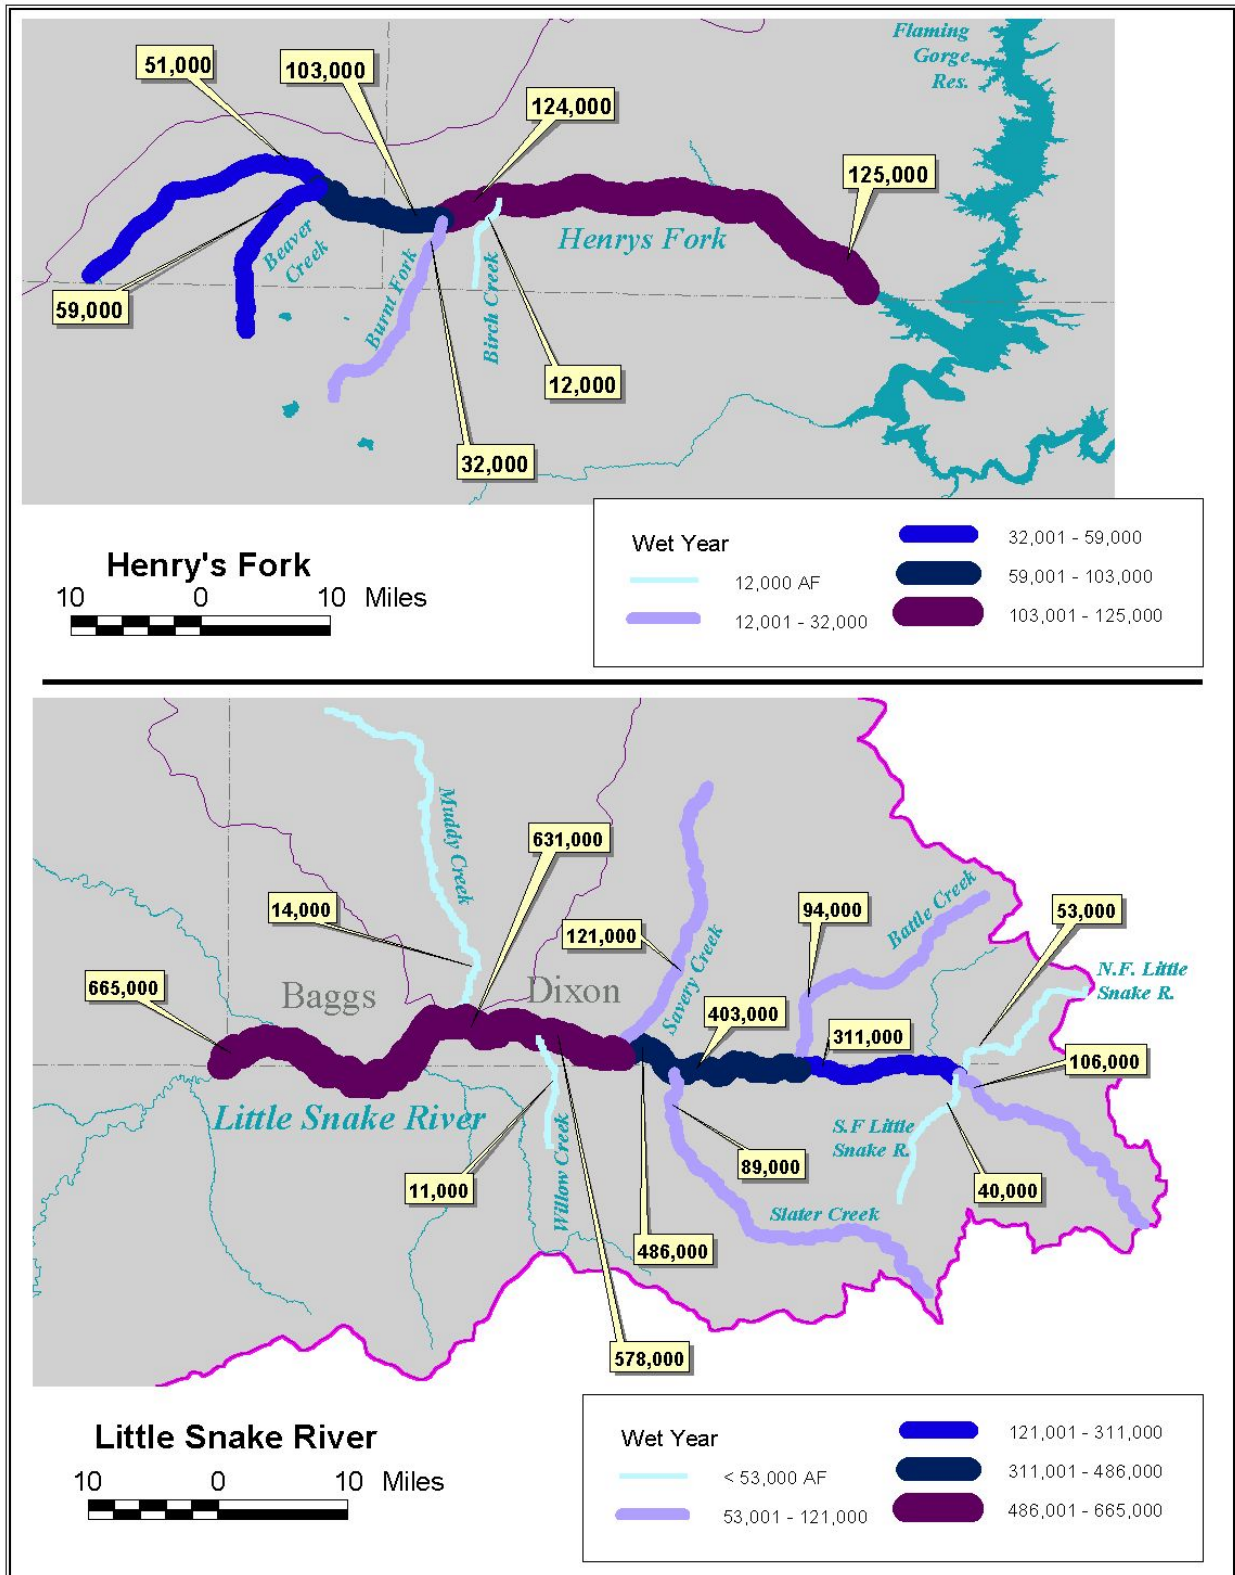 Flaming
Gorge
Res.
51,000
103,000
124,000
125,000
Henrys Fork
Beaver
Creek
59,000
Burnt Fork
Birch Creek
12,000
32,000
Henry's Fork
10 0 10 Miles
Wet Year
12,000 AF
12,001 - 32,000
32,001 - 59,000
59,001 - 103,000
103,001 - 125,000
Muddy Creek
631,000
14,000
121,000
94,000
Battle Creek
53,000
N.F. Little
Snake R.
665,000
Baggs
Dixon
Savery Creek
403,000
311,000
106,000
Little Snake River
S.F Little
Snake R.
89,000
40,000
11,000
Willow Creek
Slater Creek
486,000
578,000
Little Snake River
10 0 10 Miles
Wet Year
< 53,000 AF
53,001 - 121,000
121,001 - 311,000
311,001 - 486,000
486,001 - 665,000